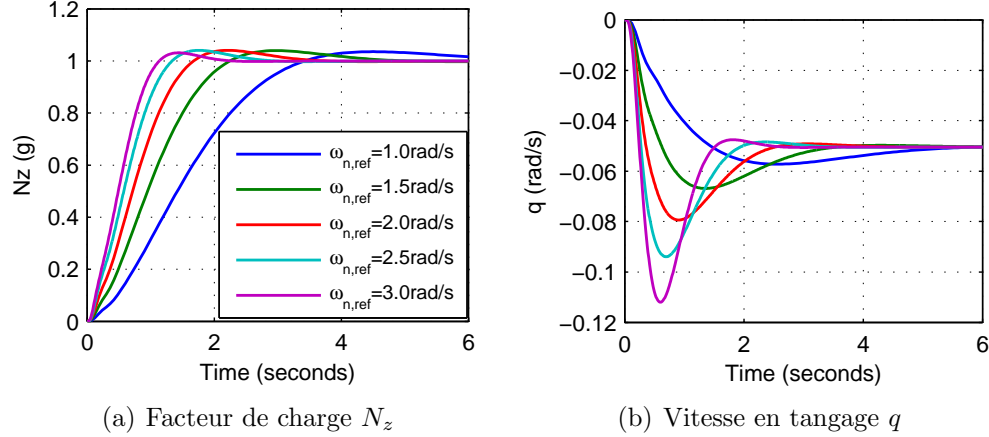 1.2
1
0.8
0.6
0.4
0.2
0
Nz (g)
0 2 4 6
Time (seconds)
ω_{n,ref}=1.0rad/s
ω_{n,ref}=1.5rad/s
ω_{n,ref}=2.0rad/s
ω_{n,ref}=2.5rad/s
ω_{n,ref}=3.0rad/s
(a) Facteur de charge N_z
0
−0.02
−0.04
−0.06
−0.08
−0.1
−0.12
q (rad/s)
0 2 4 6
Time (seconds)
(b) Vitesse en tangage q